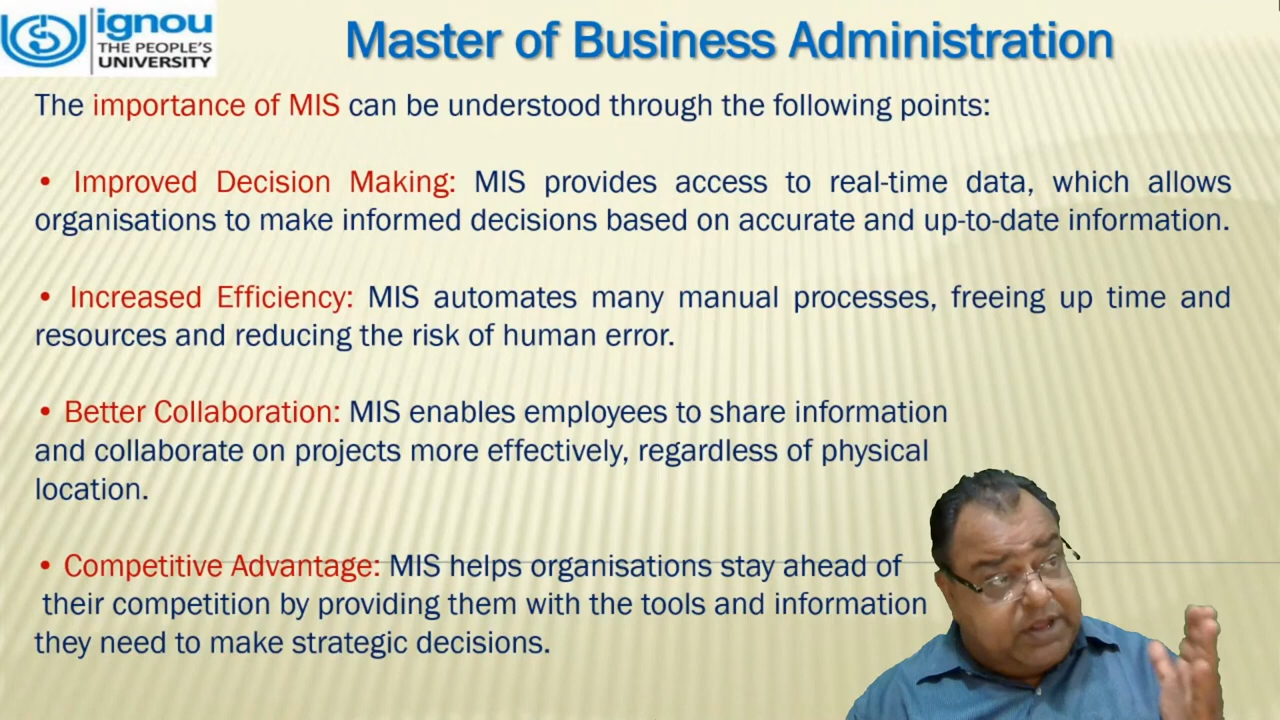 ignou
THE PEOPLE'S
UNIVERSITY
Master of Business Administration
The importance of MIS can be understood through the following points:
• Improved Decision Making: MIS provides access to real-time data, which allows
organisations to make informed decisions based on accurate and up-to-date information.
• Increased Efficiency: MIS automates many manual processes, freeing up time and
resources and reducing the risk of human error.
• Better Collaboration: MIS enables employees to share information
and collaborate on projects more effectively, regardless of physical
location.
• Competitive Advantage: MIS helps organisations stay ahead of
their competition by providing them with the tools and information
they need to make strategic decisions.